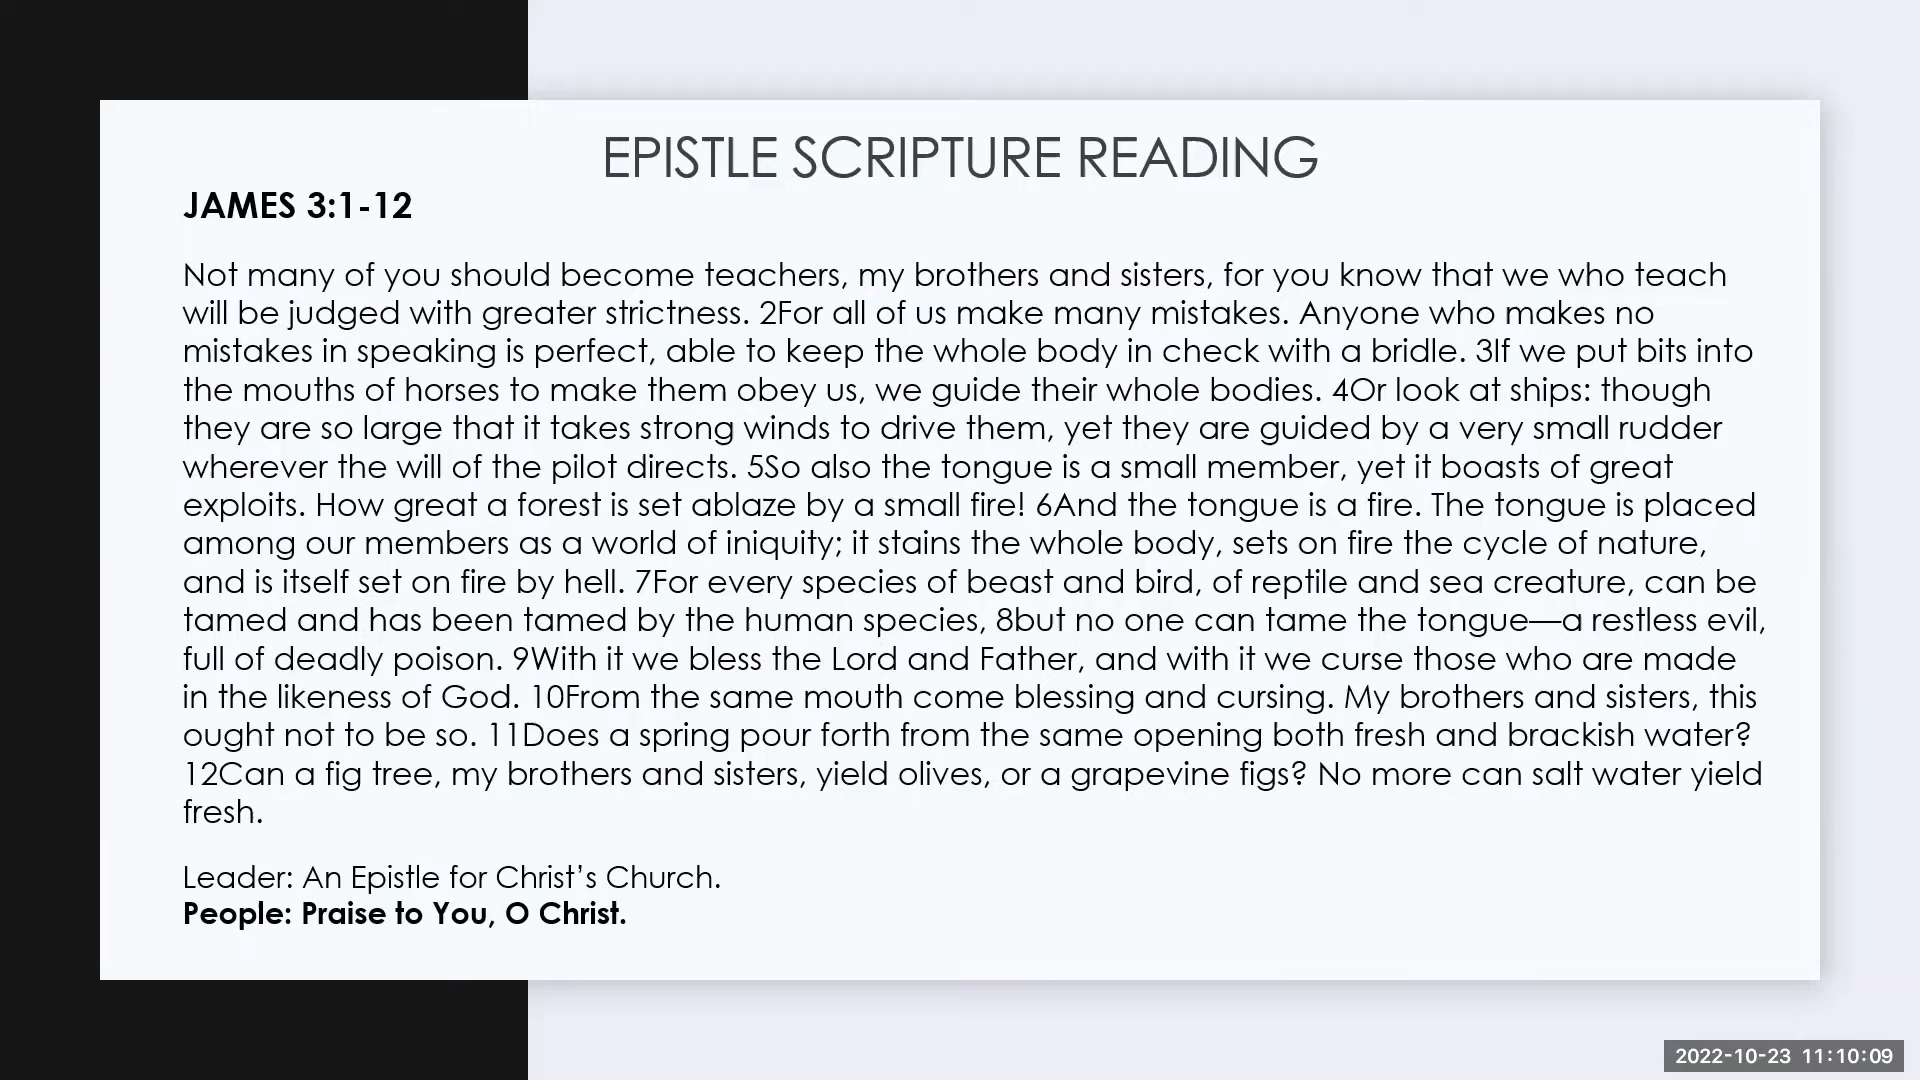 EPISTLE SCRIPTURE READING
JAMES 3:1-12
Not many of you should become teachers, my brothers and sisters, for you know that we who teach
will be judged with greater strictness. 2For all of us make many mistakes. Anyone who makes no
mistakes in speaking is perfect, able to keep the whole body in check with a bridle. 3If we put bits into
the mouths of horses to make them obey us, we guide their whole bodies. 4Or look at ships: though
they are so large that it takes strong winds to drive them, yet they are guided by a very small rudder
wherever the will of the pilot directs. 5So also the tongue is a small member, yet it boasts of great
exploits. How great a forest is set ablaze by a small fire! 6And the tongue is a fire. The tongue is placed
among our members as a world of iniquity; it stains the whole body, sets on fire the cycle of nature,
and is itself set on fire by hell. 7For every species of beast and bird, of reptile and sea creature, can be
tamed and has been tamed by the human species, 8but no one can tame the tongue—a restless evil,
full of deadly poison. 9With it we bless the Lord and Father, and with it we curse those who are made
in the likeness of God. 10From the same mouth come blessing and cursing. My brothers and sisters, this
ought not to be so. 11Does a spring pour forth from the same opening both fresh and brackish water?
12Can a fig tree, my brothers and sisters, yield olives, or a grapevine figs? No more can salt water yield
fresh.
Leader: An Epistle for Christ’s Church.
People: Praise to You, O Christ.
2022-10-23 11:10:09